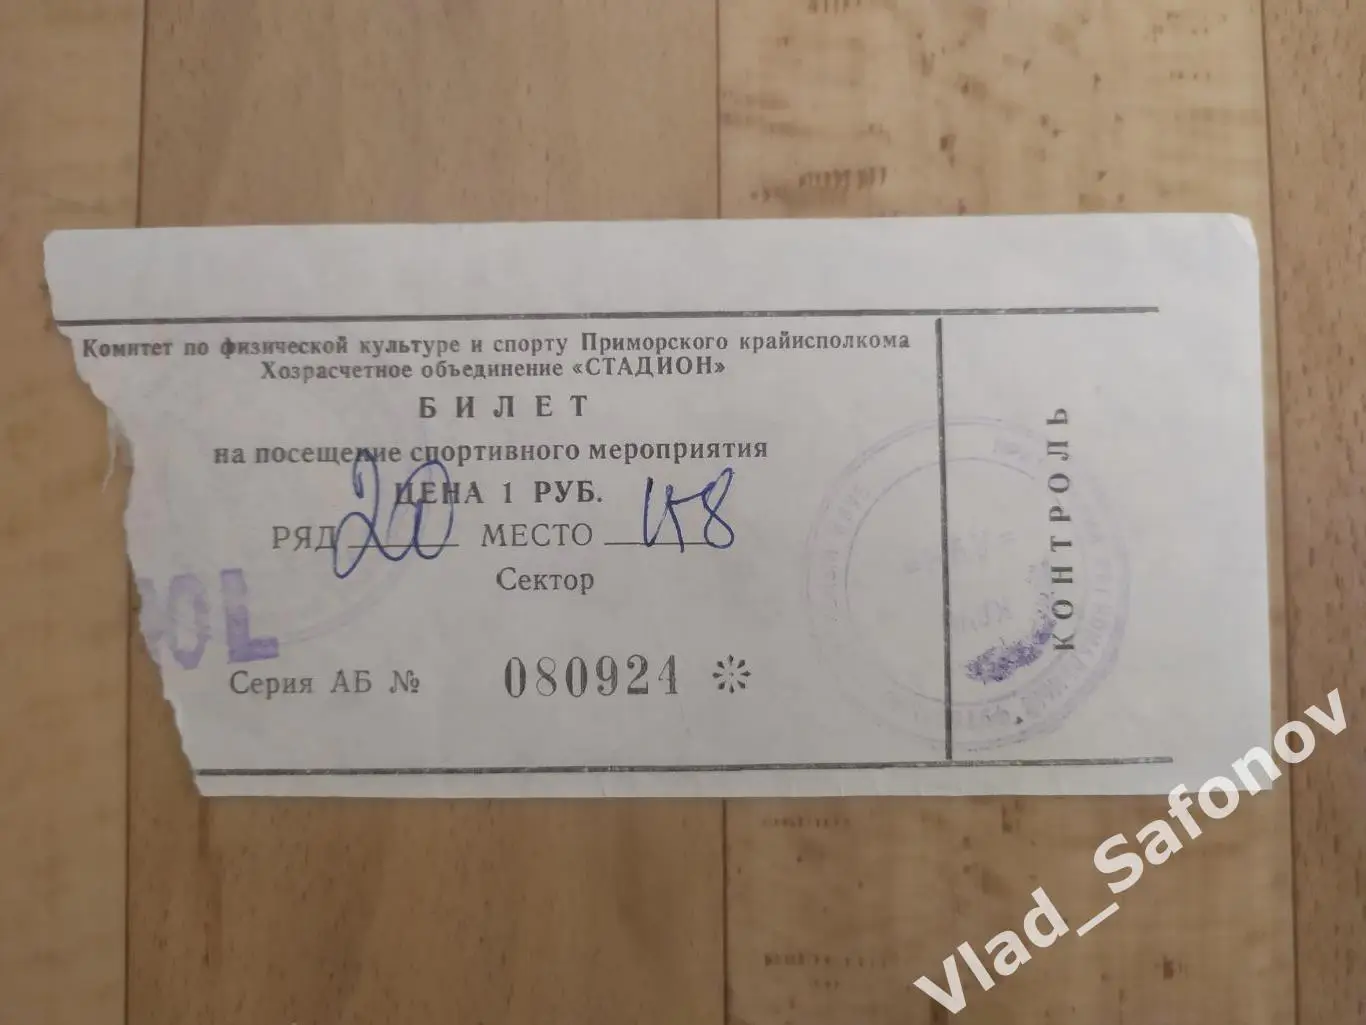 Комитет по физической культуре и спорту Приморского крайисполкома
Хозрасчетное объединение «СТАДИОН»
БИЛЕТ
на посещение спортивного мероприятия
ЦЕНА 1 РУБ.
РЯД 20 МЕСТО 158
Сектор
Серия АБ № 080924 *
КОНТРОЛЬ
Vlad_Safonov